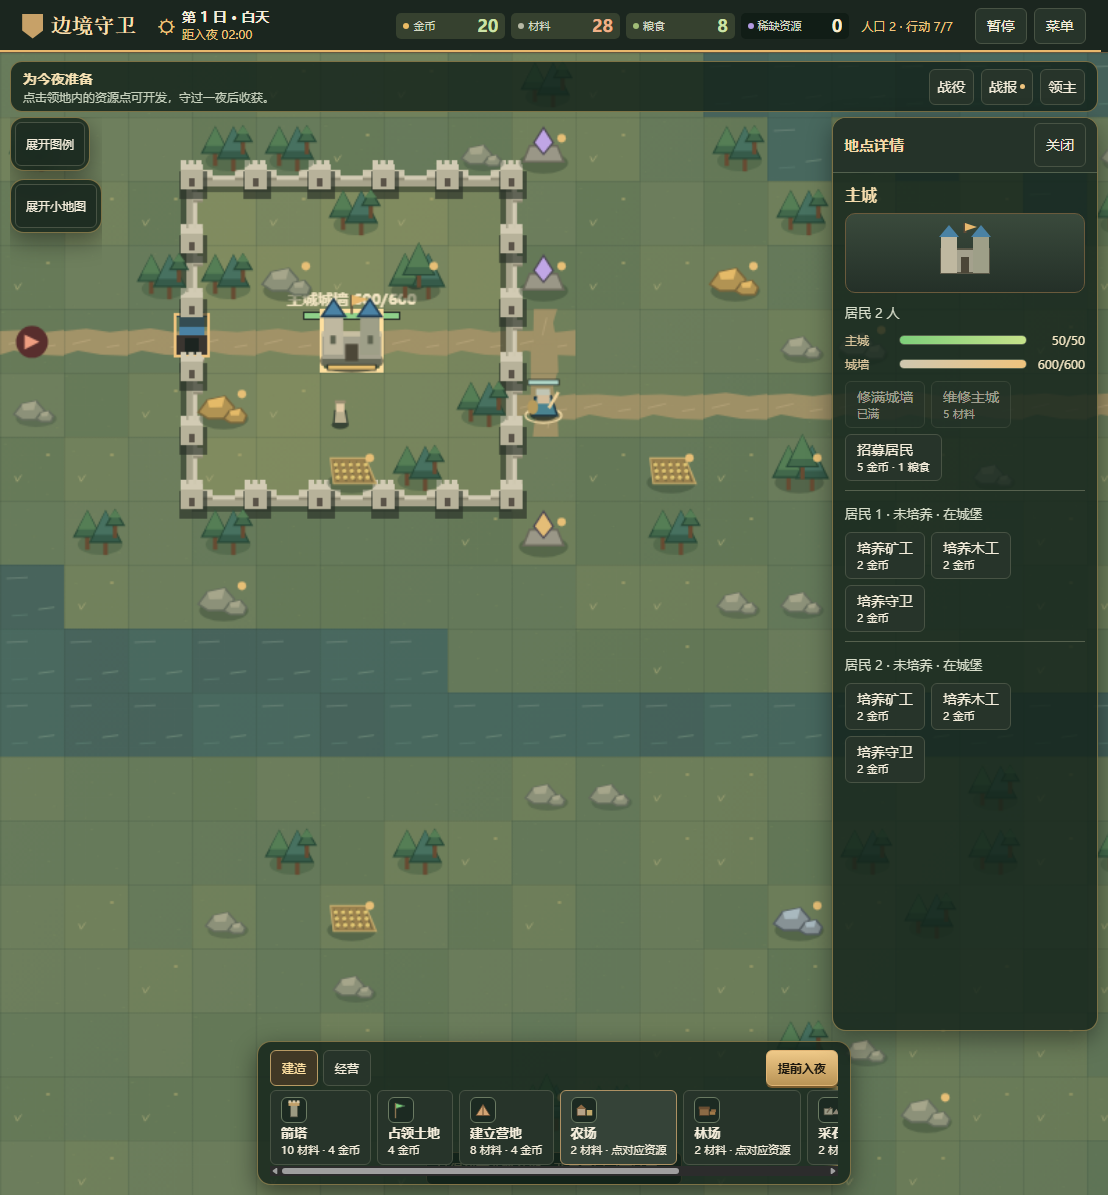 边境守卫
第 1 日 · 白天
距入夜 02:00
金币 20
材料 28
粮食 8
稀缺资源 0
人口 2 · 行动 7/7
暂停
菜单
为今夜准备
点击领地内的资源点可开发，守过一夜后收获。
战役
战报
领主
展开图例
展开小地图
主城城墙 600/600
地点详情
关闭
主城
居民 2 人
主城 50/50
城墙 600/600
修满城墙
已满
维修主城
5 材料
招募居民
5 金币 · 1 粮食
居民 1 · 未培养 · 在城堡
培养矿工
2 金币
培养木工
2 金币
培养守卫
2 金币
居民 2 · 未培养 · 在城堡
培养矿工
2 金币
培养木工
2 金币
培养守卫
2 金币
建造
经营
提前入夜
箭塔
10 材料 · 4 金币
占领土地
4 金币
建立营地
8 材料 · 4 金币
农场
2 材料 · 点对应资源
林场
2 材料 · 点对应资源
采石
2 材